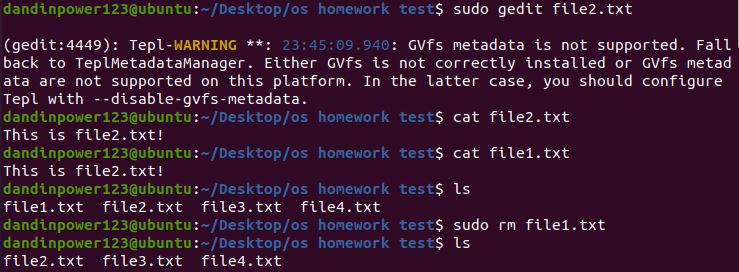 dandinpower123@ubuntu:~/Desktop/os homework test$ sudo gedit file2.txt
(gedit:4449): Tepl-WARNING **: 23:45:09.940: GVfs metadata is not supported. Fall
back to TeplMetadataManager. Either GVfs is not correctly installed or GVfs metad
ata are not supported on this platform. In the latter case, you should configure
Tepl with --disable-gvfs-metadata.
dandinpower123@ubuntu:~/Desktop/os homework test$ cat file2.txt
This is file2.txt!
dandinpower123@ubuntu:~/Desktop/os homework test$ cat file1.txt
This is file2.txt!
dandinpower123@ubuntu:~/Desktop/os homework test$ ls
file1.txt  file2.txt  file3.txt  file4.txt
dandinpower123@ubuntu:~/Desktop/os homework test$ sudo rm file1.txt
dandinpower123@ubuntu:~/Desktop/os homework test$ ls
file2.txt  file3.txt  file4.txt